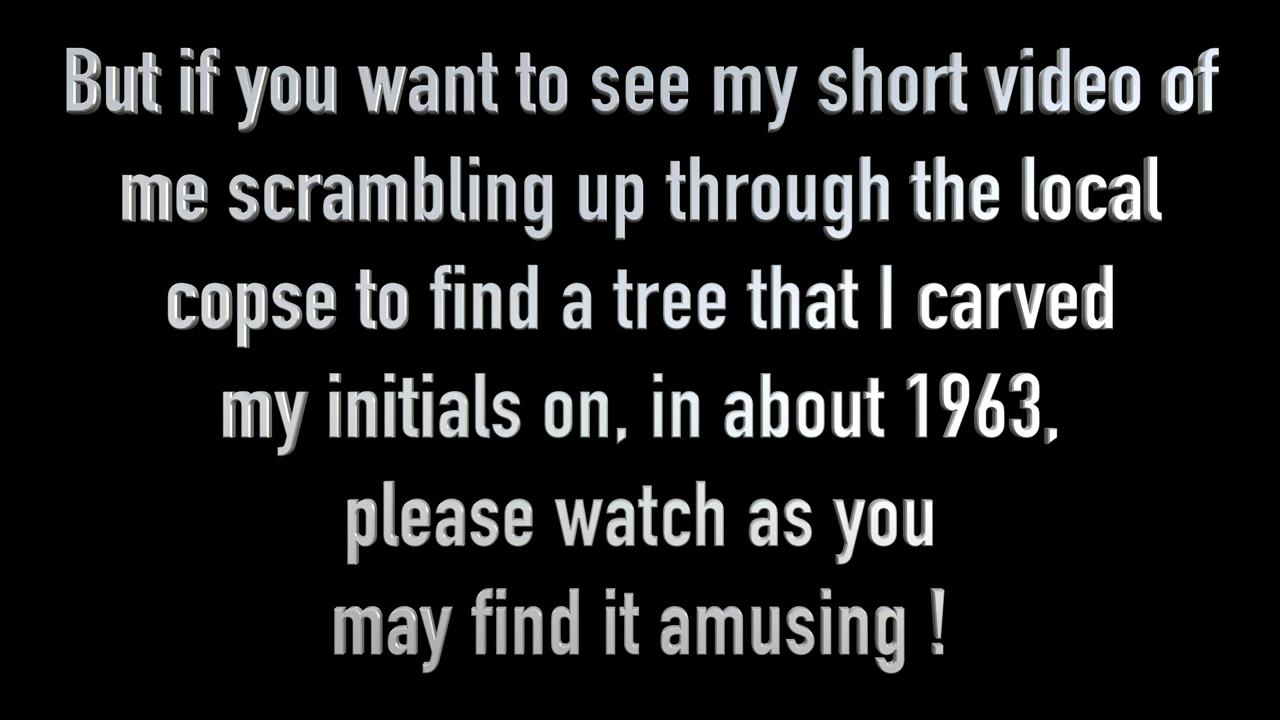 But if you want to see my short video of
me scrambling up through the local
copse to find a tree that I carved
my initials on, in about 1963,
please watch as you
may find it amusing !